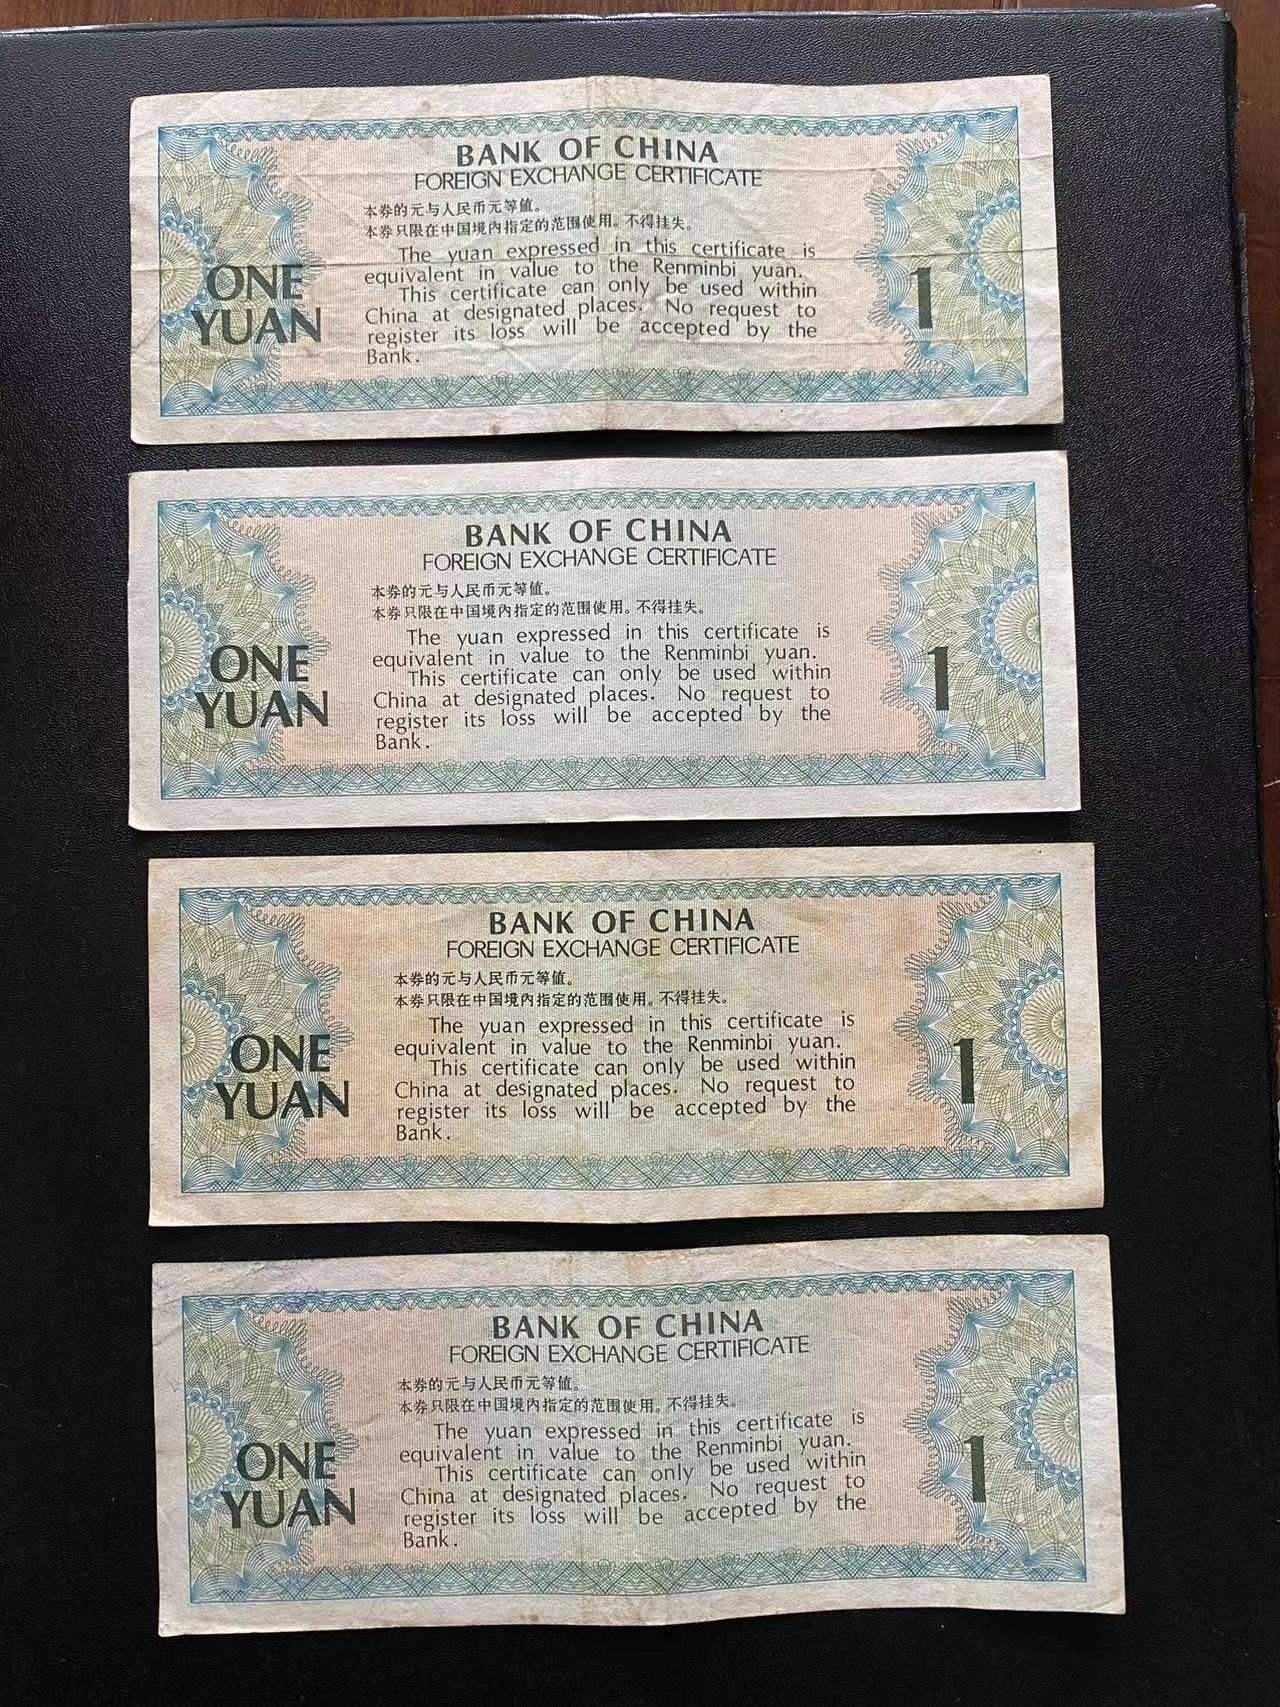 BANK OF CHINA
FOREIGN EXCHANGE CERTIFICATE
本券的元与人民币元等值。
本券只限在中国境内指定的范围使用。不得挂失。
The yuan expressed in this certificate is
equivalent in value to the Renminbi yuan.
This certificate can only be used within
China at designated places. No request to
register its loss will be accepted by the
Bank.
ONE
YUAN
1
BANK OF CHINA
FOREIGN EXCHANGE CERTIFICATE
本券的元与人民币元等值。
本券只限在中国境内指定的范围使用。不得挂失。
The yuan expressed in this certificate is
equivalent in value to the Renminbi yuan.
This certificate can only be used within
China at designated places. No request to
register its loss will be accepted by the
Bank.
ONE
YUAN
1
BANK OF CHINA
FOREIGN EXCHANGE CERTIFICATE
本券的元与人民币元等值。
本券只限在中国境内指定的范围使用。不得挂失。
The yuan expressed in this certificate is
equivalent in value to the Renminbi yuan.
This certificate can only be used within
China at designated places. No request to
register its loss will be accepted by the
Bank.
ONE
YUAN
1
BANK OF CHINA
FOREIGN EXCHANGE CERTIFICATE
本券的元与人民币元等值。
本券只限在中国境内指定的范围使用。不得挂失。
The yuan expressed in this certificate is
equivalent in value to the Renminbi yuan.
This certificate can only be used within
China at designated places. No request to
register its loss will be accepted by the
Bank.
ONE
YUAN
1